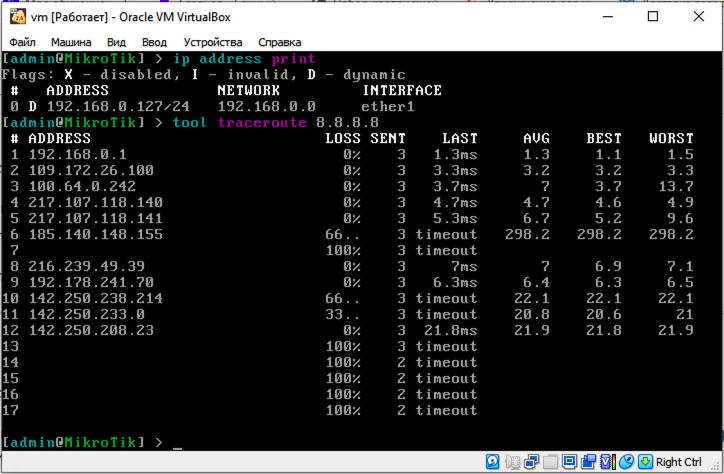 vm [Работает] - Oracle VM VirtualBox
Файл Машина Вид Ввод Устройства Справка
[admin@MikroTik] > ip address print
Flags: X - disabled, I - invalid, D - dynamic
# ADDRESS NETWORK INTERFACE
0 D 192.168.0.127/24 192.168.0.0 ether1
[admin@MikroTik] > tool traceroute 8.8.8.8
# ADDRESS LOSS SENT LAST AVG BEST WORST
1 192.168.0.1 0% 3 1.3ms 1.3 1.1 1.5
2 109.172.26.100 0% 3 3.3ms 3.2 3.2 3.3
3 100.64.0.242 0% 3 3.7ms 7 3.7 13.7
4 217.107.118.140 0% 3 4.7ms 4.7 4.6 4.9
5 217.107.118.141 0% 3 5.3ms 6.7 5.2 9.6
6 185.140.148.155 66.. 3 timeout 298.2 298.2 298.2
7 100% 3 timeout
8 216.239.49.39 0% 3 7ms 7 6.9 7.1
9 192.178.241.70 0% 3 6.3ms 6.4 6.3 6.5
10 142.250.238.214 66.. 3 timeout 22.1 22.1 22.1
11 142.250.233.0 33.. 3 timeout 20.8 20.6 21
12 142.250.208.23 0% 3 21.8ms 21.9 21.8 21.9
13 100% 3 timeout
14 100% 2 timeout
15 100% 2 timeout
16 100% 2 timeout
17 100% 2 timeout
[admin@MikroTik] > _
Right Ctrl